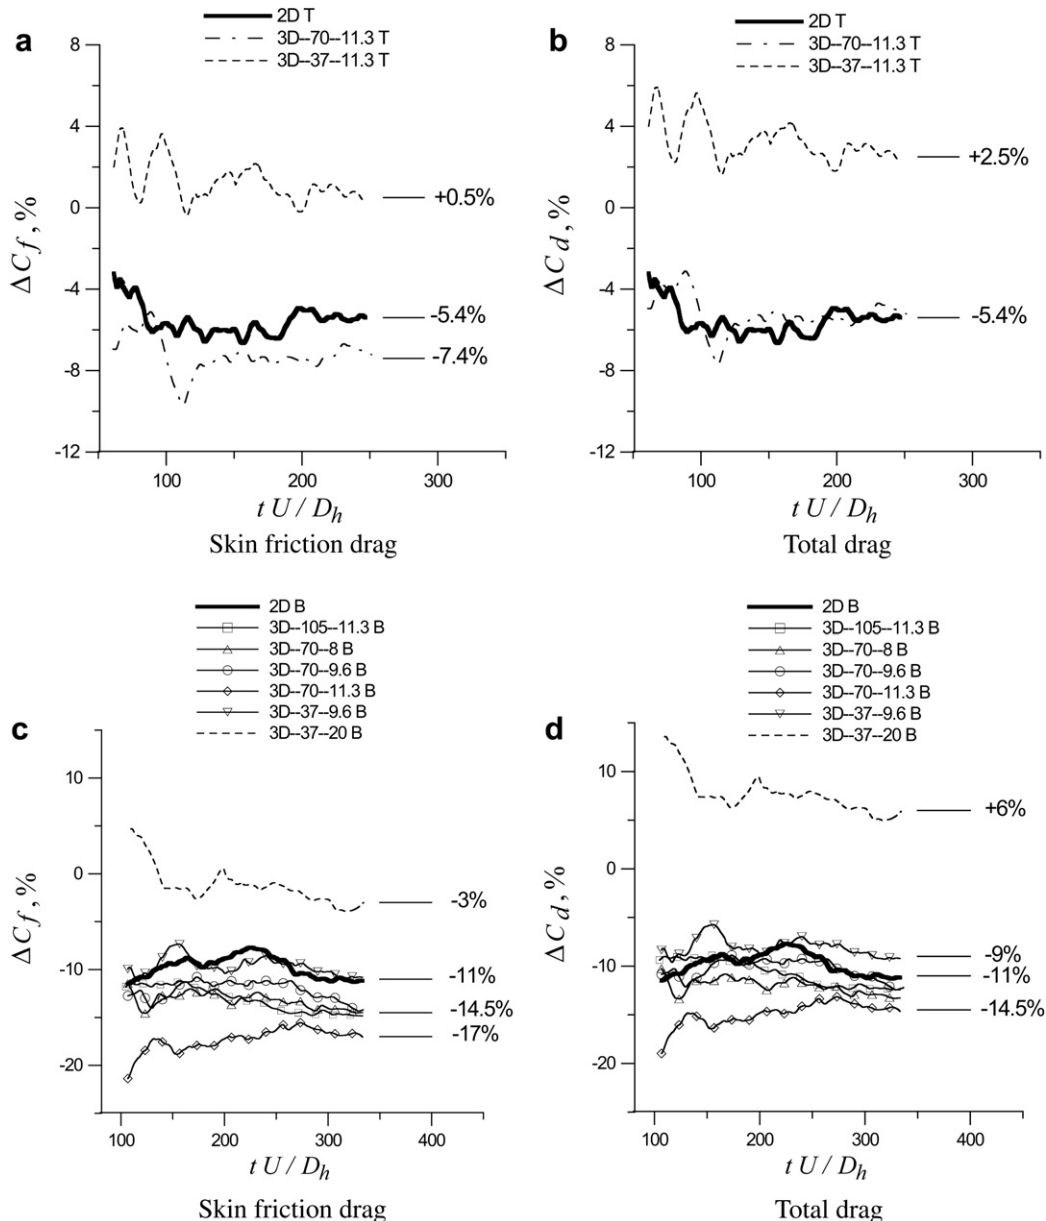 a
2D T
3D--70--11.3 T
3D--37--11.3 T
8
4
0
-4
-8
-12
ΔC_f, %
+0.5%
-5.4%
-7.4%
100
200
300
t U / D_h
Skin friction drag
b
2D T
3D--70--11.3 T
3D--37--11.3 T
8
4
0
-4
-8
-12
ΔC_d, %
+2.5%
-5.4%
100
200
300
t U / D_h
Total drag
c
2D B
3D--105--11.3 B
3D--70--8 B
3D--70--9.6 B
3D--70--11.3 B
3D--37--9.6 B
3D--37--20 B
10
0
-10
-20
ΔC_f, %
-3%
-11%
-14.5%
-17%
100
200
300
400
t U / D_h
Skin friction drag
d
2D B
3D--105--11.3 B
3D--70--8 B
3D--70--9.6 B
3D--70--11.3 B
3D--37--9.6 B
3D--37--20 B
10
0
-10
-20
ΔC_d, %
+6%
-9%
-11%
-14.5%
100
200
300
400
t U / D_h
Total drag